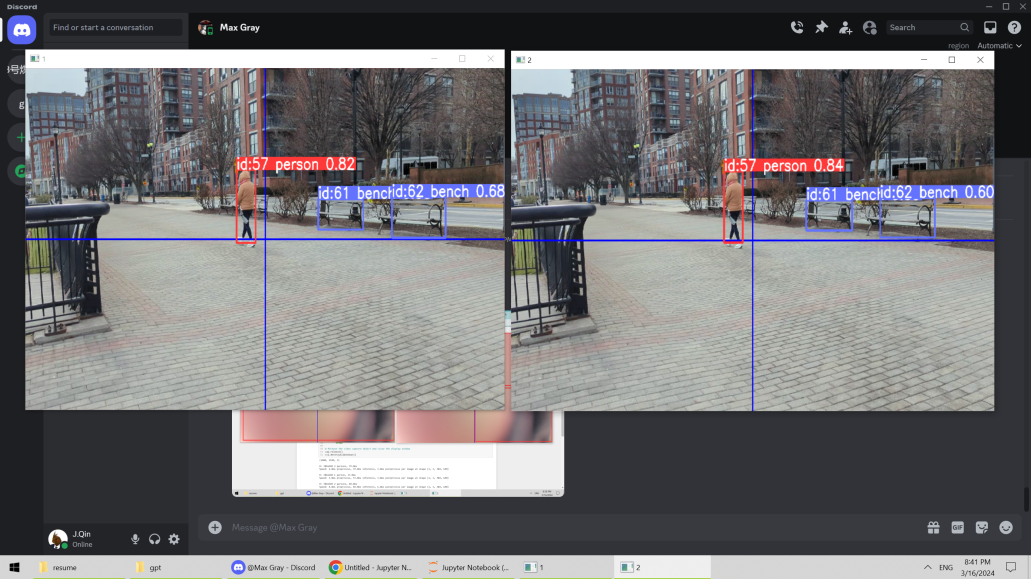 Discord
Find or start a conversation
Max Gray
Search
region
Automatic
1
2
id:57 person 0.82
id:61 bench
id:62 bench 0.68
id:57 person 0.84
id:61 bench
id:62 bench 0.60
g
Message @Max Gray
GIF
J.Qin
Online
resume
gpt
@Max Gray - Discord
Untitled - Jupyter N...
Jupyter Notebook (...
1
2
ENG
8:41 PM
3/16/2024